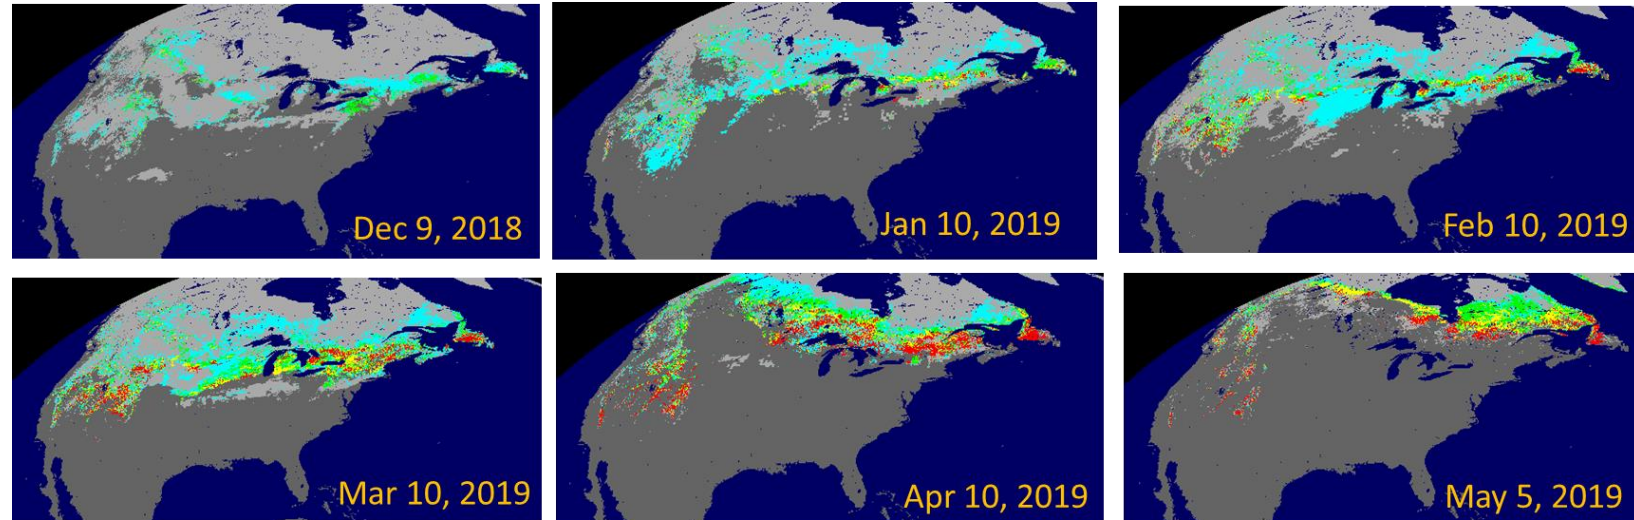 Dec 9, 2018
Jan 10, 2019
Feb 10, 2019
Mar 10, 2019
Apr 10, 2019
May 5, 2019